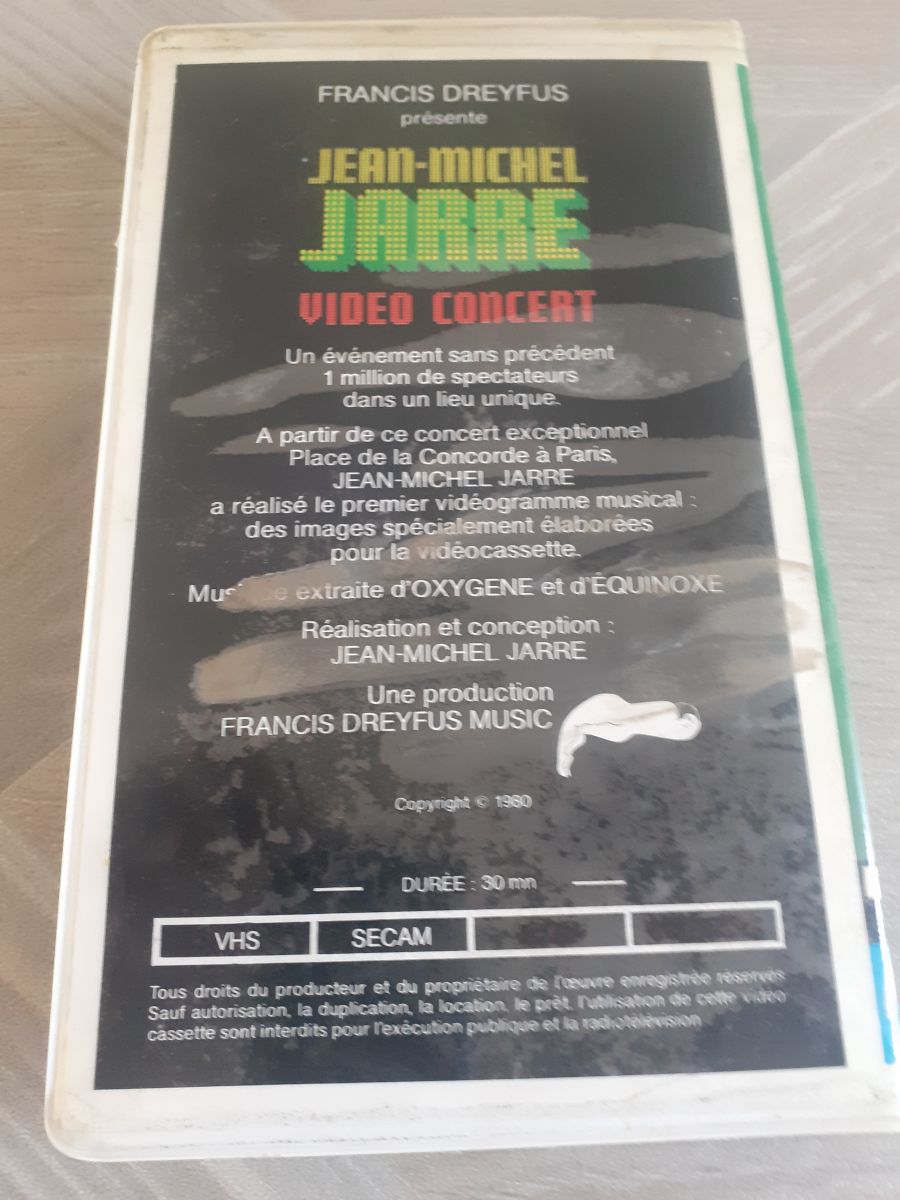 FRANCIS DREYFUS
présente
JEAN-MICHEL
JARRE
VIDEO CONCERT
Un événement sans précédent
1 million de spectateurs
dans un lieu unique.
A partir de ce concert exceptionnel
Place de la Concorde à Paris,
JEAN-MICHEL JARRE
a réalisé le premier vidéogramme musical :
des images spécialement élaborées
pour la vidéocassette.
extraite d'OXYGENE et d'ÉQUINOXE
Réalisation et conception :
JEAN-MICHEL JARRE
Une production
FRANCIS DREYFUS MUSIC
Copyright © 1980
DURÉE : 30 mn
VHS SECAM
Tous droits du producteur et du propriétaire de l'œuvre enregistrée réservés
Sauf autorisation, la duplication, la location, le prêt, l'utilisation de cette vidéo
cassette sont interdits pour l'exécution publique et la radiotélévision